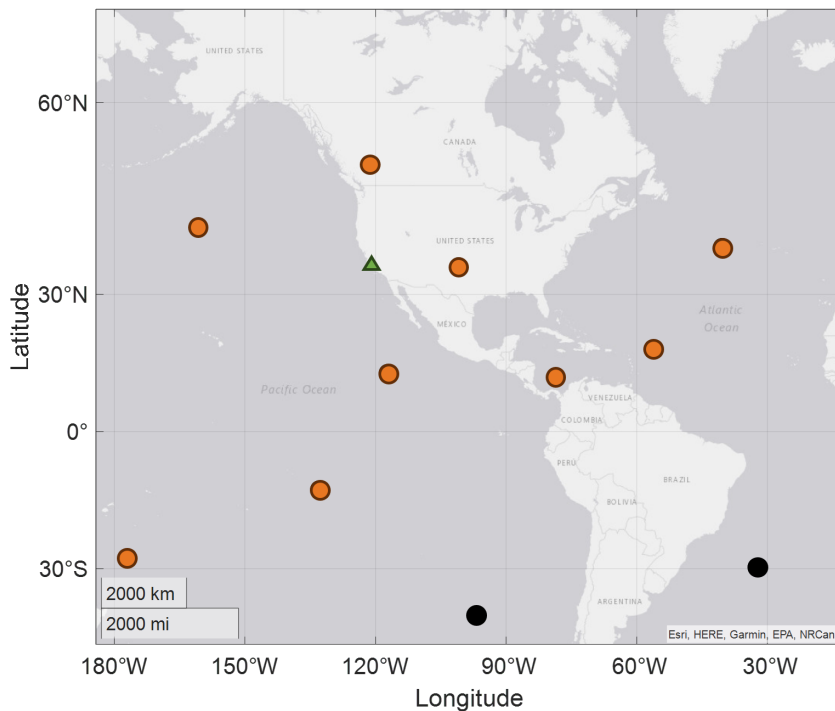 UNITED STATES
60°N
CANADA
UNITED STATES
30°N
Atlantic
Ocean
MÉXICO
Latitude
Pacific Ocean
VENEZUELA
0°
COLOMBIA
PERU
BRAZIL
BOLIVIA
30°S
2000 km
ARGENTINA
2000 mi
Esri, HERE, Garmin, EPA, NRCan
180°W 150°W 120°W 90°W 60°W 30°W
Longitude